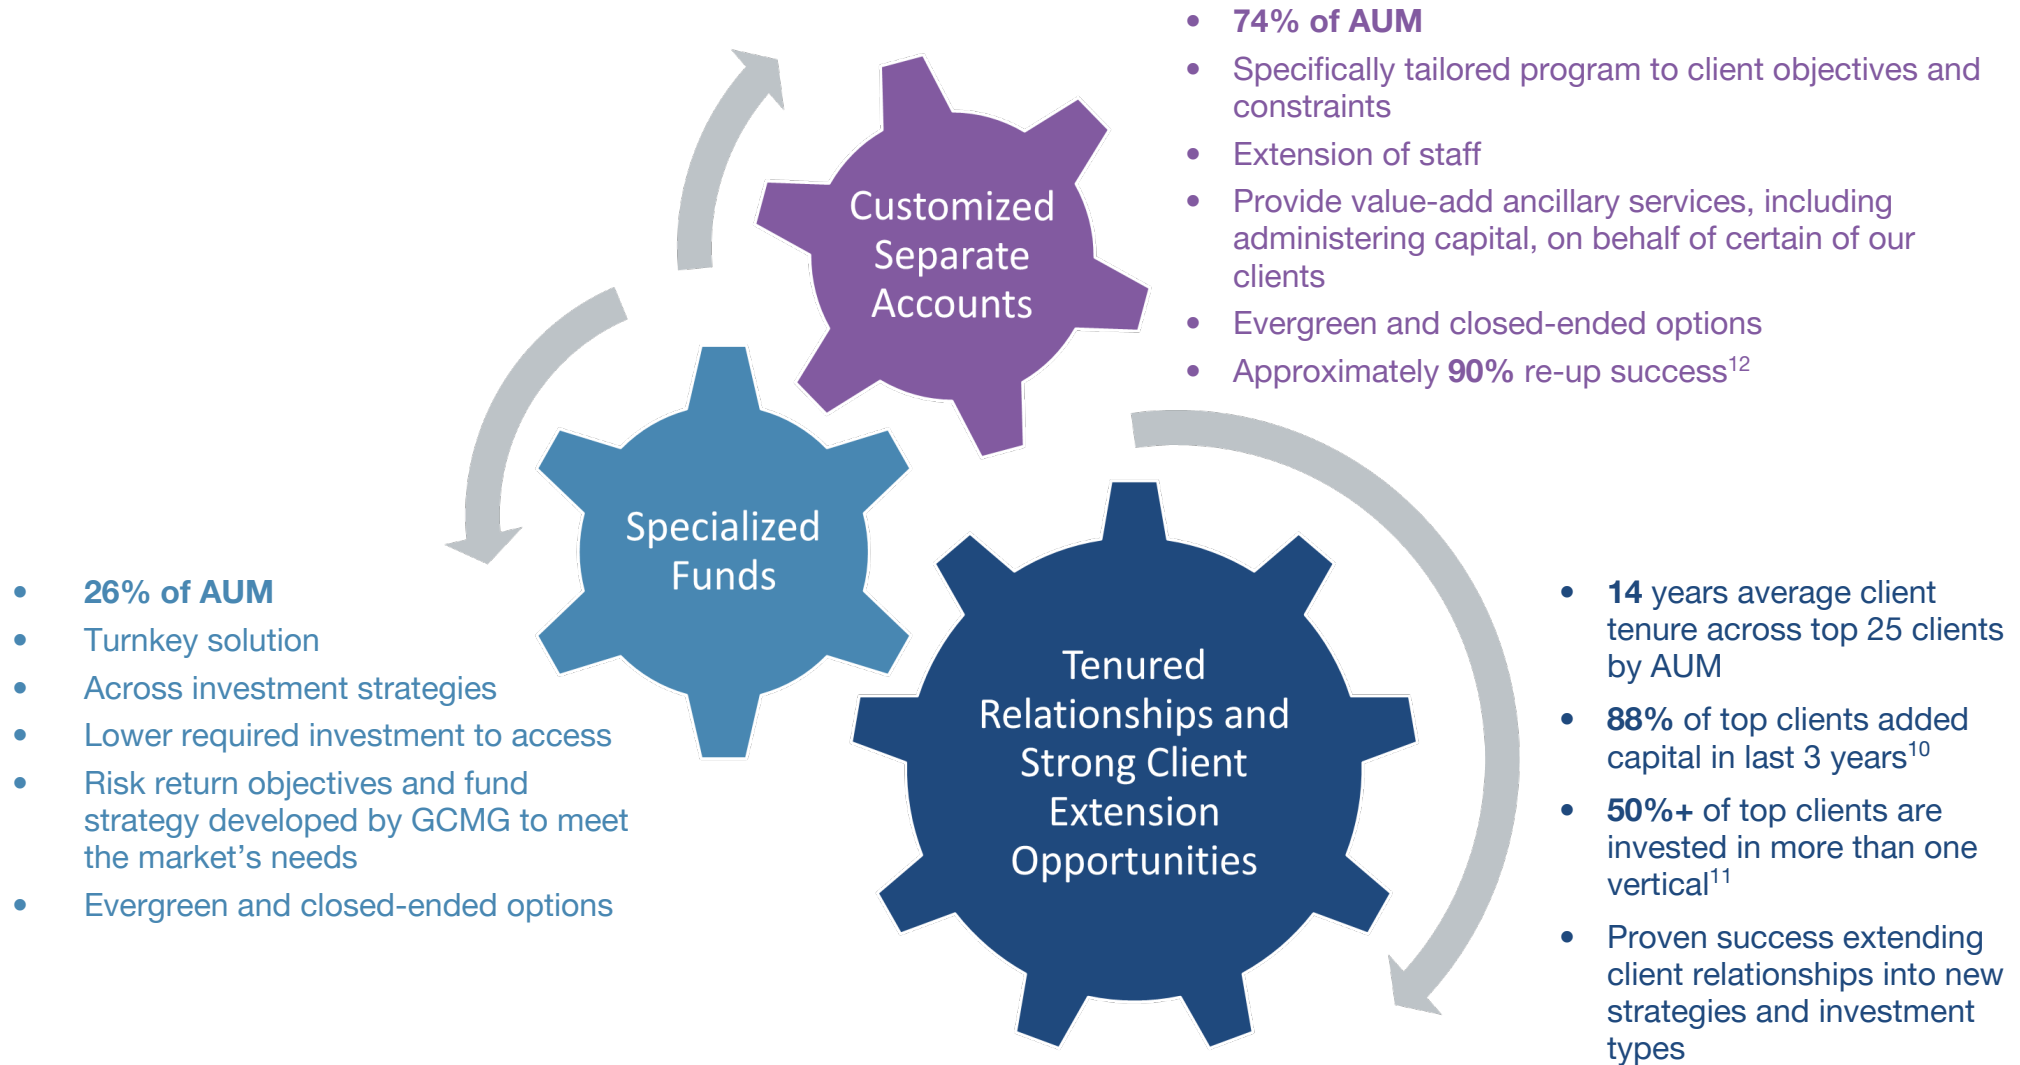 • 74% of AUM
• Specifically tailored program to client objectives and
constraints
• Extension of staff
• Provide value-add ancillary services, including
administering capital, on behalf of certain of our
clients
• Evergreen and closed-ended options
• Approximately 90% re-up success12
Customized
Separate
Accounts
Specialized
Funds
• 26% of AUM
• Turnkey solution
• Across investment strategies
• Lower required investment to access
• Risk return objectives and fund
strategy developed by GCMG to meet
the market’s needs
• Evergreen and closed-ended options
Tenured
Relationships and
Strong Client
Extension
Opportunities
• 14 years average client
tenure across top 25 clients
by AUM
• 88% of top clients added
capital in last 3 years10
• 50%+ of top clients are
invested in more than one
vertical11
• Proven success extending
client relationships into new
strategies and investment
types